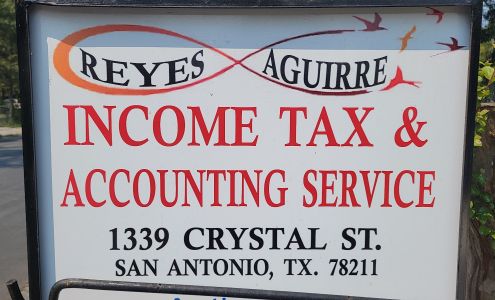 REYES AGUIRRE
INCOME TAX &
ACCOUNTING SERVICE
1339 CRYSTAL ST.
SAN ANTONIO, TX. 78211